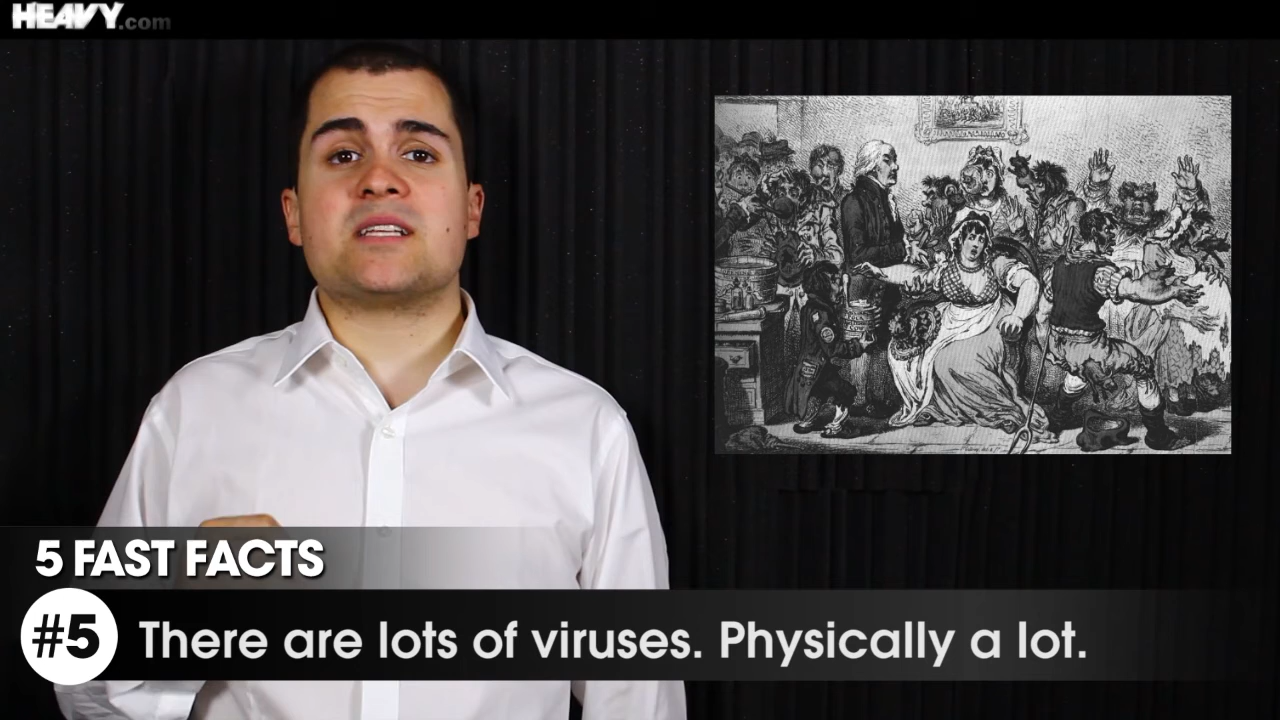 HEAVY.com
5 FAST FACTS
#5 There are lots of viruses. Physically a lot.